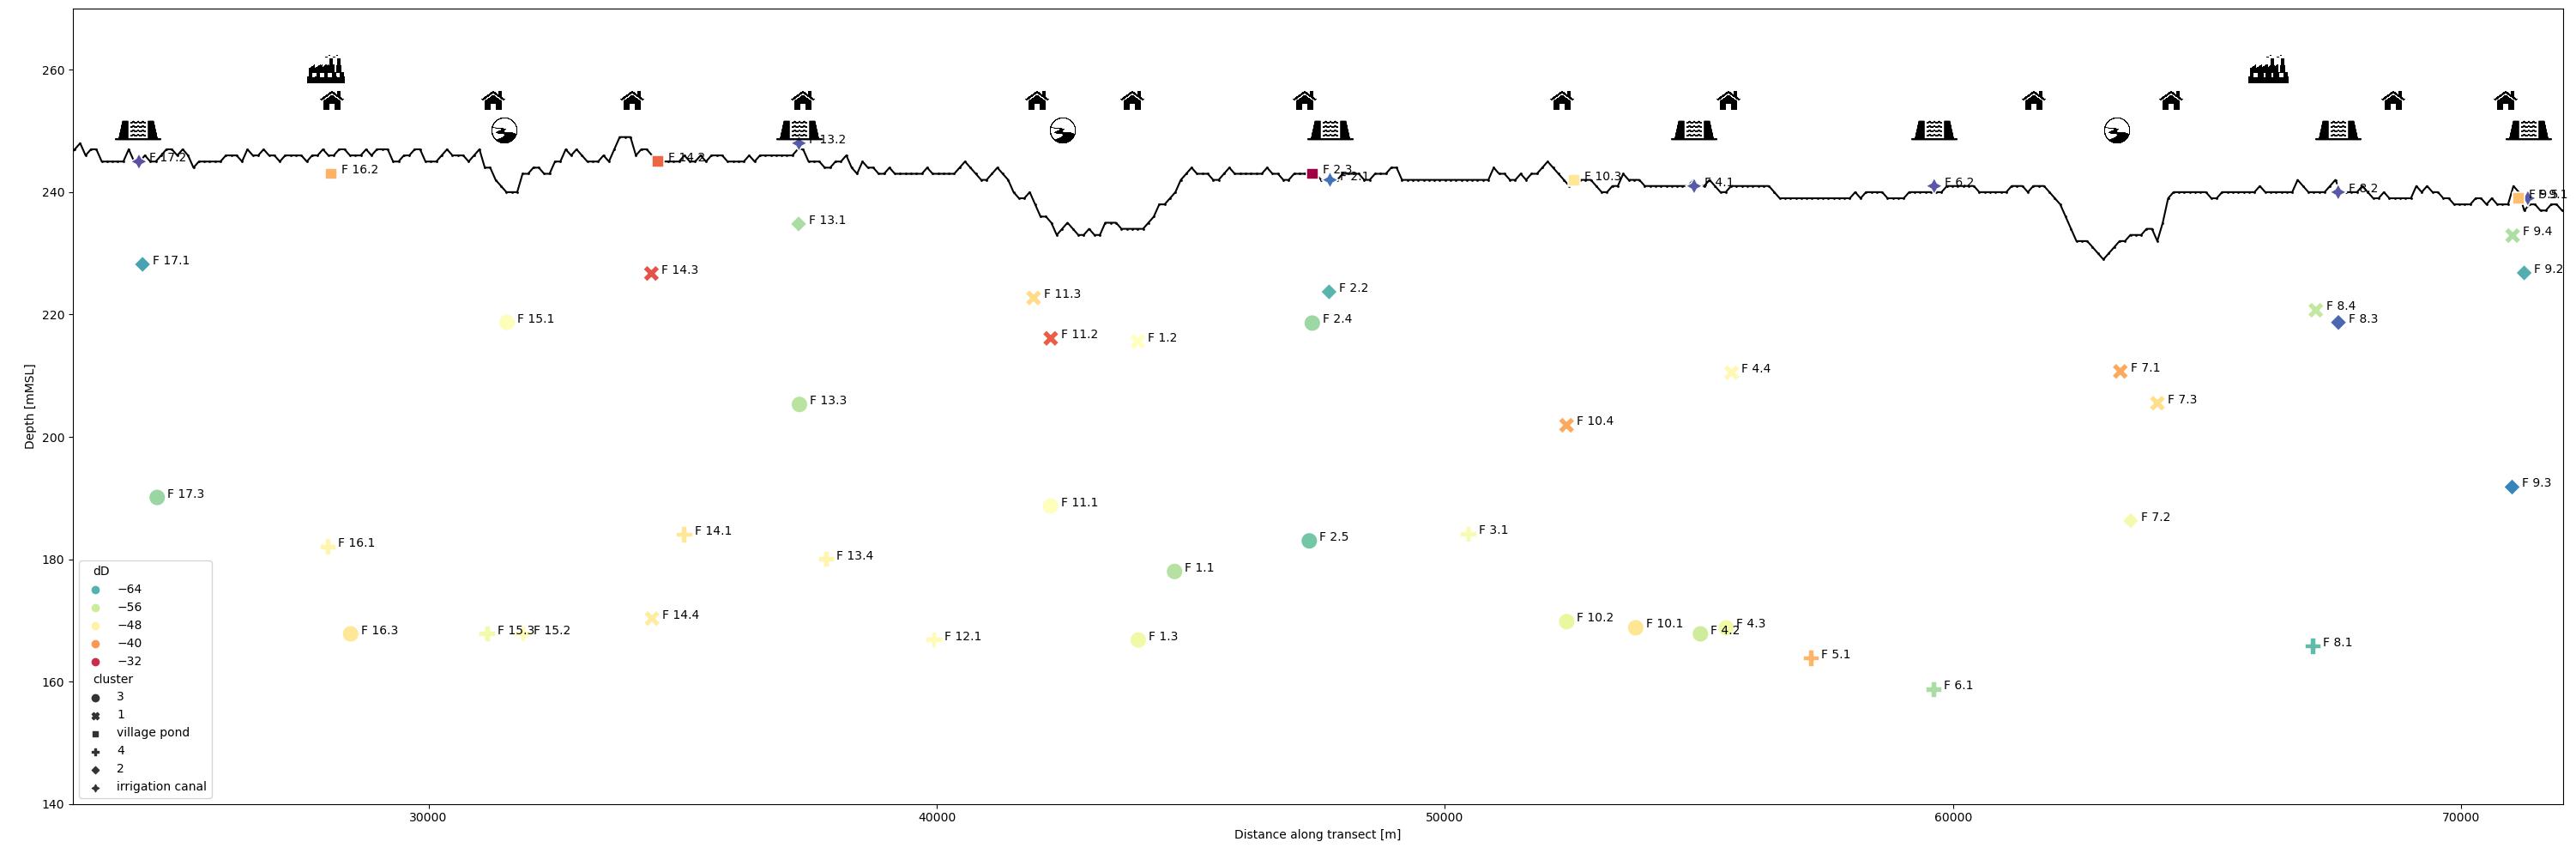 260
240
220
200
180
160
140
Depth [mMSL]
F 13.2
F 17.2
F 14.2
F 16.2
F 2.3
F 2.1
F 10.3
F 4.1
F 6.2
F 8.2
F 9.1
F 13.1
F 9.4
F 17.1
F 14.3
F 9.2
F 2.2
F 11.3
F 8.4
F 15.1
F 2.4
F 8.3
F 11.2
F 1.2
F 4.4
F 7.1
F 13.3
F 7.3
F 10.4
F 17.3
F 9.3
F 11.1
F 7.2
F 14.1
F 3.1
F 16.1
F 2.5
F 13.4
F 1.1
F 14.4
F 10.2
F 16.3
F 15.3
F 15.2
F 12.1
F 1.3
F 10.1
F 4.2
F 4.3
F 8.1
F 5.1
F 6.1
dD
−64
−56
−48
−40
−32
cluster
3
1
village pond
4
2
irrigation canal
30000
40000
50000
60000
70000
Distance along transect [m]